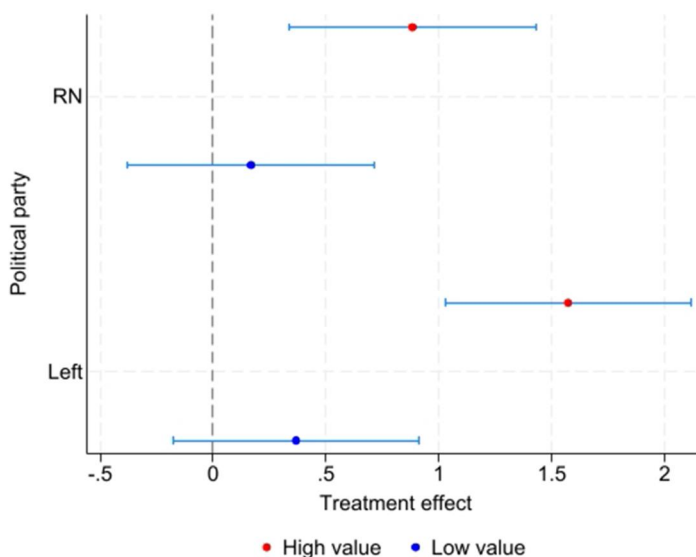 RN
Left
Political party
-.5 0 .5 1 1.5 2
Treatment effect
High value Low value